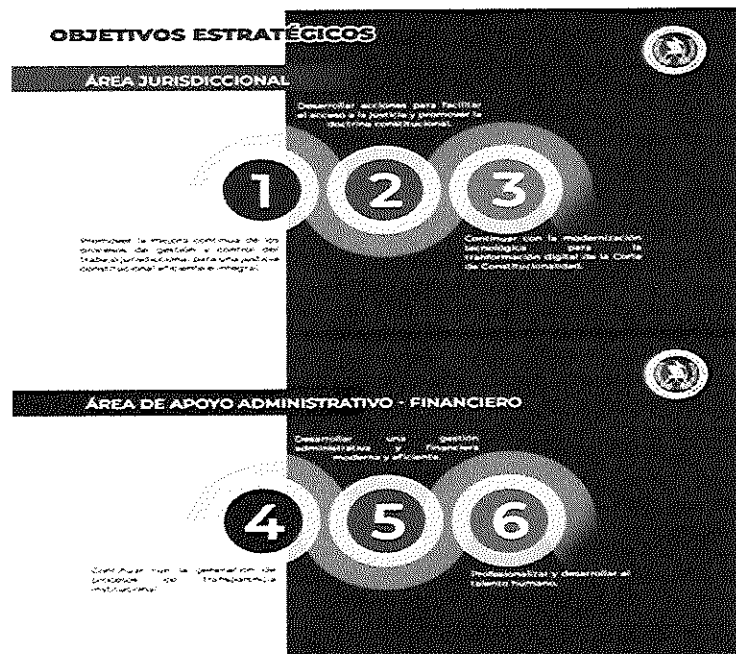 OBJETIVOS ESTRATÉGICOS
ÁREA JURISDICCIONAL
Desarrollar acciones para facilitar
el acceso a la justicia y promover la
doctrina constitucional.
1
2
3
Promover la mejora continua de los
procesos de gestión y control del
trabajo jurisdiccional para una justicia
constitucional eficiente e integral.
Continuar con la modernización
tecnológica para la
tranformación digital de la Corte
de Constitucionalidad.
ÁREA DE APOYO ADMINISTRATIVO - FINANCIERO
Desarrollar una gestión
administrativa y financiera
moderna y eficiente.
4
5
6
Continuar con la generación de
procesos de transparencia
institucional
Profesionalizar y desarrollar el
talento humano.